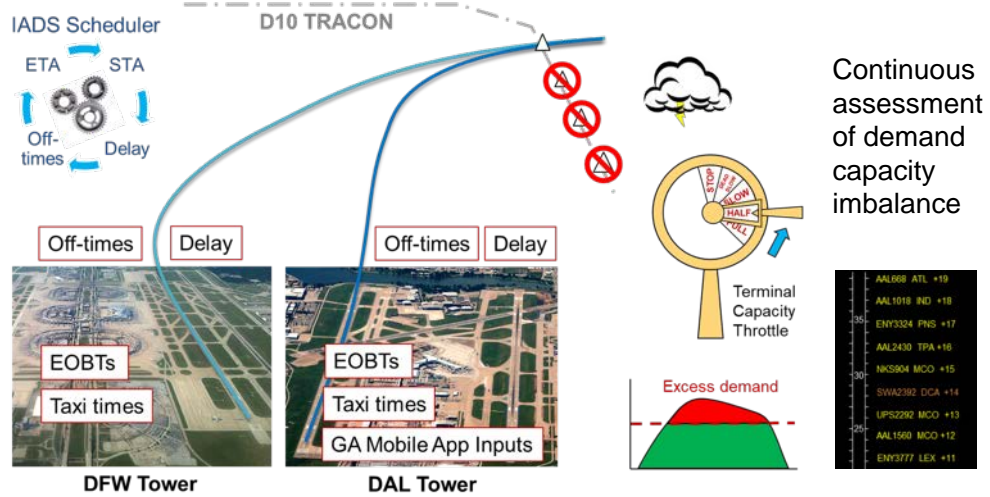 IADS Scheduler
ETA
STA
Off-
times
Delay
D10 TRACON
Off-times
Delay
EOBTs
Taxi times
DFW Tower
Off-times
Delay
EOBTs
Taxi times
GA Mobile App Inputs
DAL Tower
STOP
DEAD
SLOW
SLOW
HALF
FULL
Terminal
Capacity
Throttle
Excess demand
Continuous
assessment
of demand
capacity
imbalance
35
30
25
AAL668 ATL +19
AAL1018 IND +18
ENY3324 PNS +17
AAL2430 TPA +16
NKS904 MCO +15
SWA2392 DCA +14
UPS2292 MCO +13
AAL1560 MCO +12
ENY3777 LEX +11